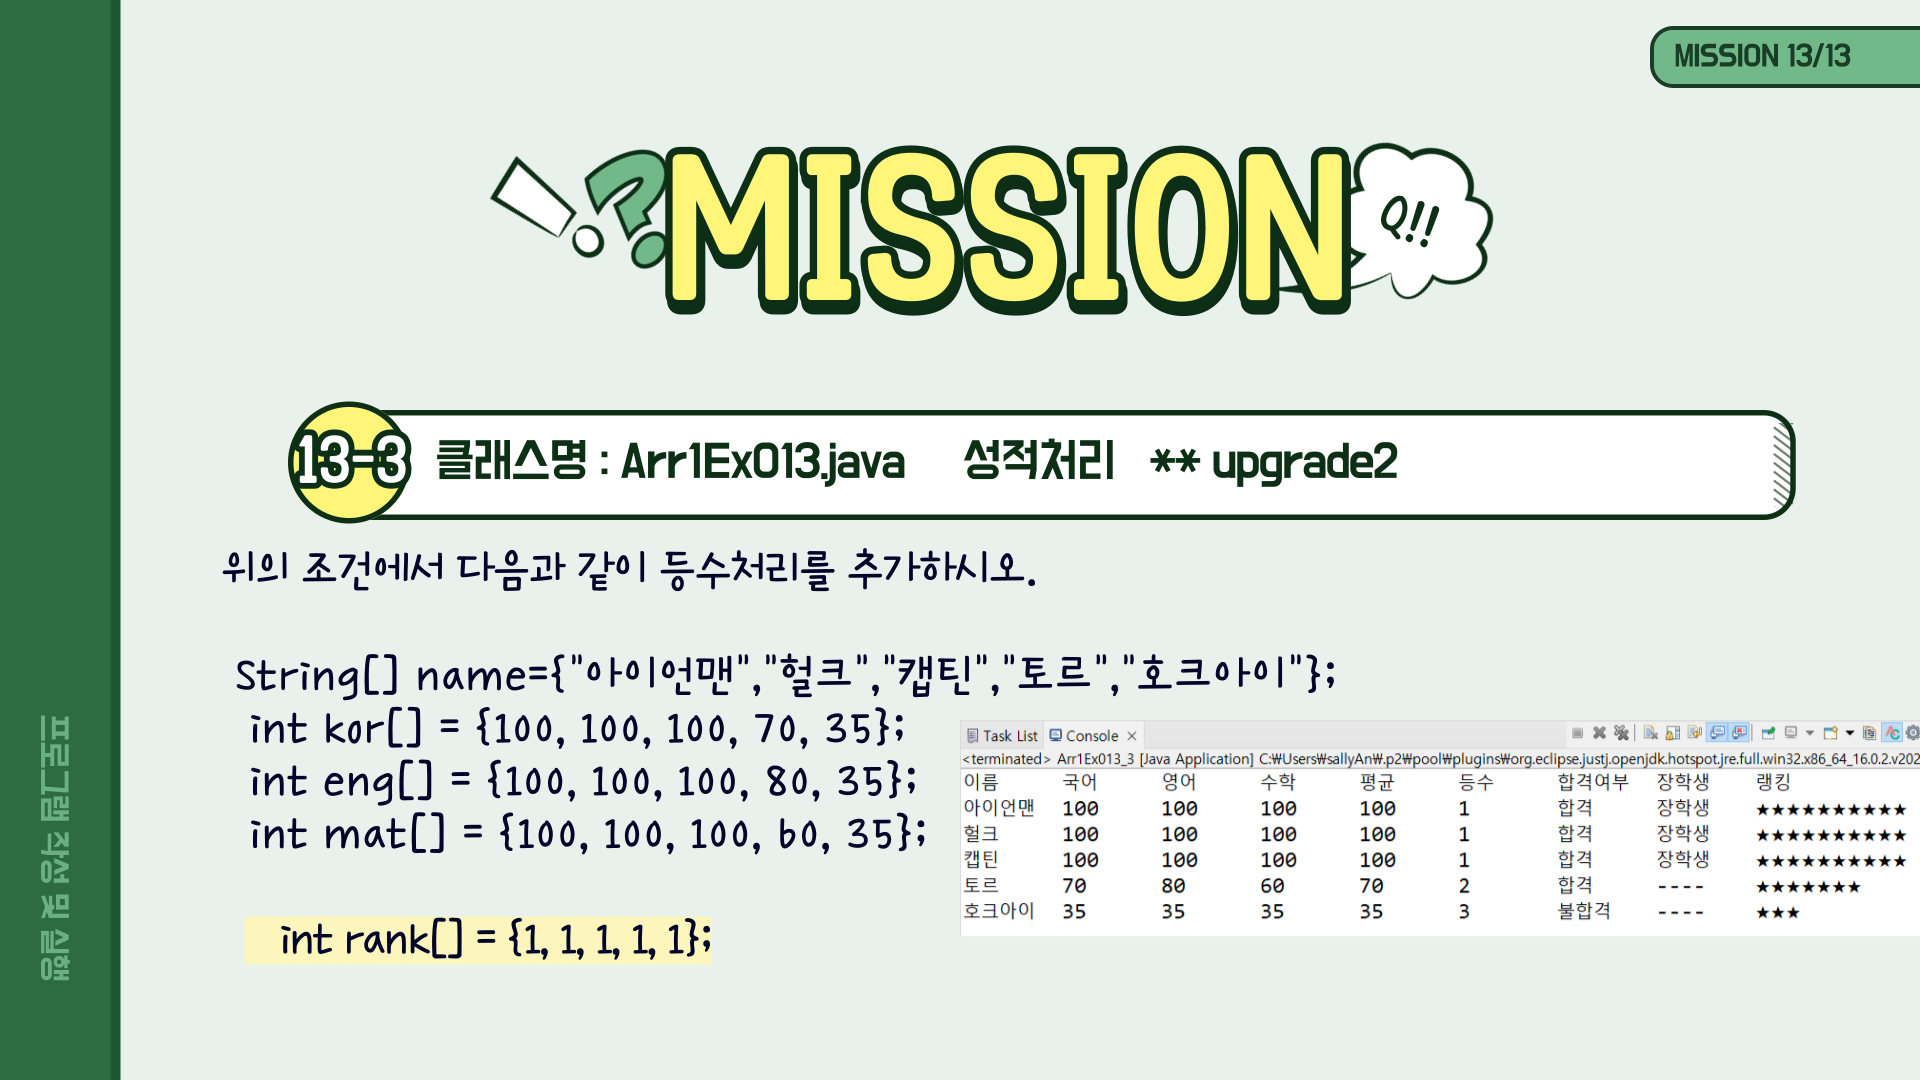 MISSION 13/13
!?MISSION
Q!!
13-3 클래스명 : Arr1Ex013.java 성적처리 ** upgrade2
위의 조건에서 다음과 같이 등수처리를 추가하시오.
String[] name={"아이언맨","헐크","캡틴","토르","호크아이"};
int kor[] = {100, 100, 100, 70, 35};
int eng[] = {100, 100, 100, 80, 35};
int mat[] = {100, 100, 100, 60, 35};
int rank[] = {1, 1, 1, 1, 1};
Task List Console
<terminated> Arr1Ex013_3 [Java Application] C:₩Users₩sallyAn₩.p2₩pool₩plugins₩org.eclipse.justj.openjdk.hotspot.jre.full.win32.x86_64_16.0.2.v202
이름 국어 영어 수학 평균 등수 합격여부 장학생 랭킹
아이언맨 100 100 100 100 1 합격 장학생 ★★★★★★★★★★
헐크 100 100 100 100 1 합격 장학생 ★★★★★★★★★★
캡틴 100 100 100 100 1 합격 장학생 ★★★★★★★★★★
토르 70 80 60 70 2 합격 ---- ★★★★★★★
호크아이 35 35 35 35 3 불합격 ---- ★★★
프로그램 작성 및 실행